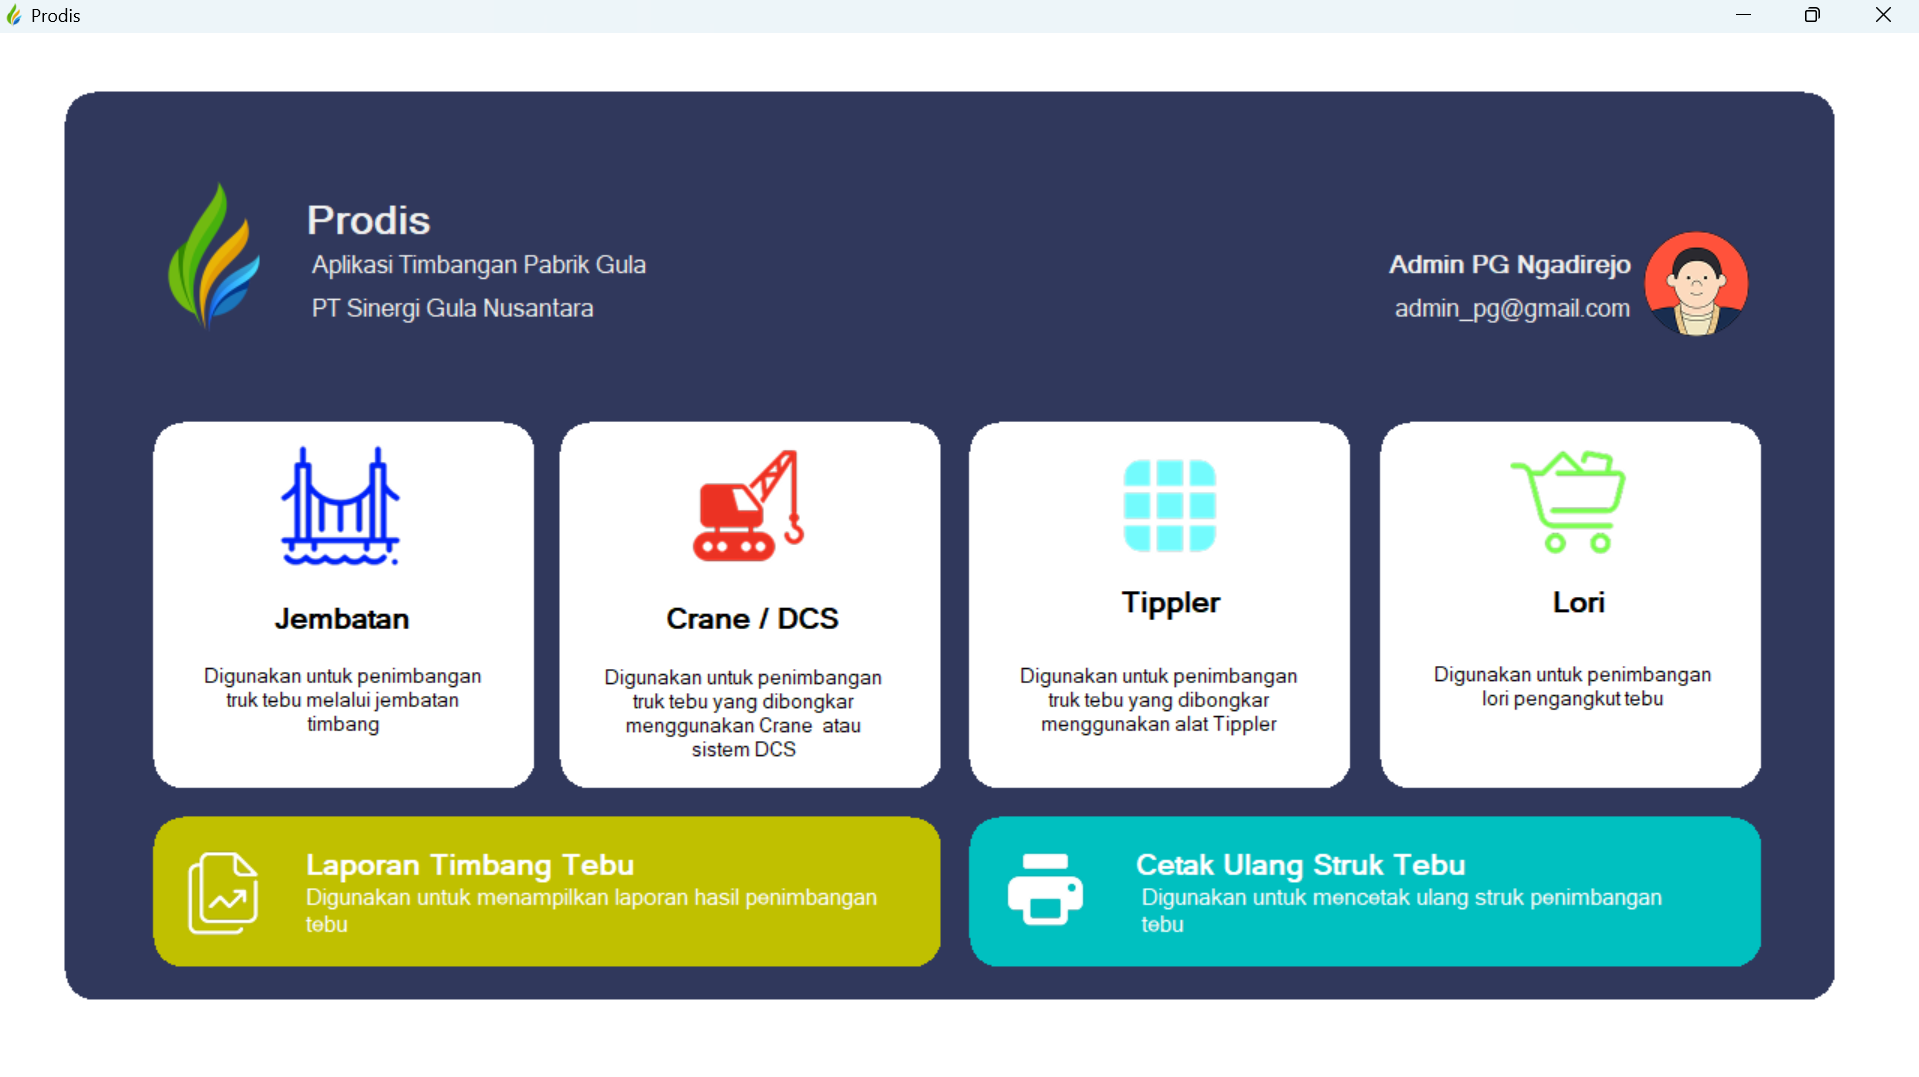 Prodis
Prodis
Aplikasi Timbangan Pabrik Gula
PT Sinergi Gula Nusantara
Admin PG Ngadirejo
admin_pg@gmail.com
Jembatan
Digunakan untuk penimbangan
truk tebu melalui jembatan
timbang
Crane / DCS
Digunakan untuk penimbangan
truk tebu yang dibongkar
menggunakan Crane  atau
sistem DCS
Tippler
Digunakan untuk penimbangan
truk tebu yang dibongkar
menggunakan alat Tippler
Lori
Digunakan untuk penimbangan
lori pengangkut tebu
Laporan Timbang Tebu
Digunakan untuk menampilkan laporan hasil penimbangan
tebu
Cetak Ulang Struk Tebu
Digunakan untuk mencetak ulang struk penimbangan
tebu